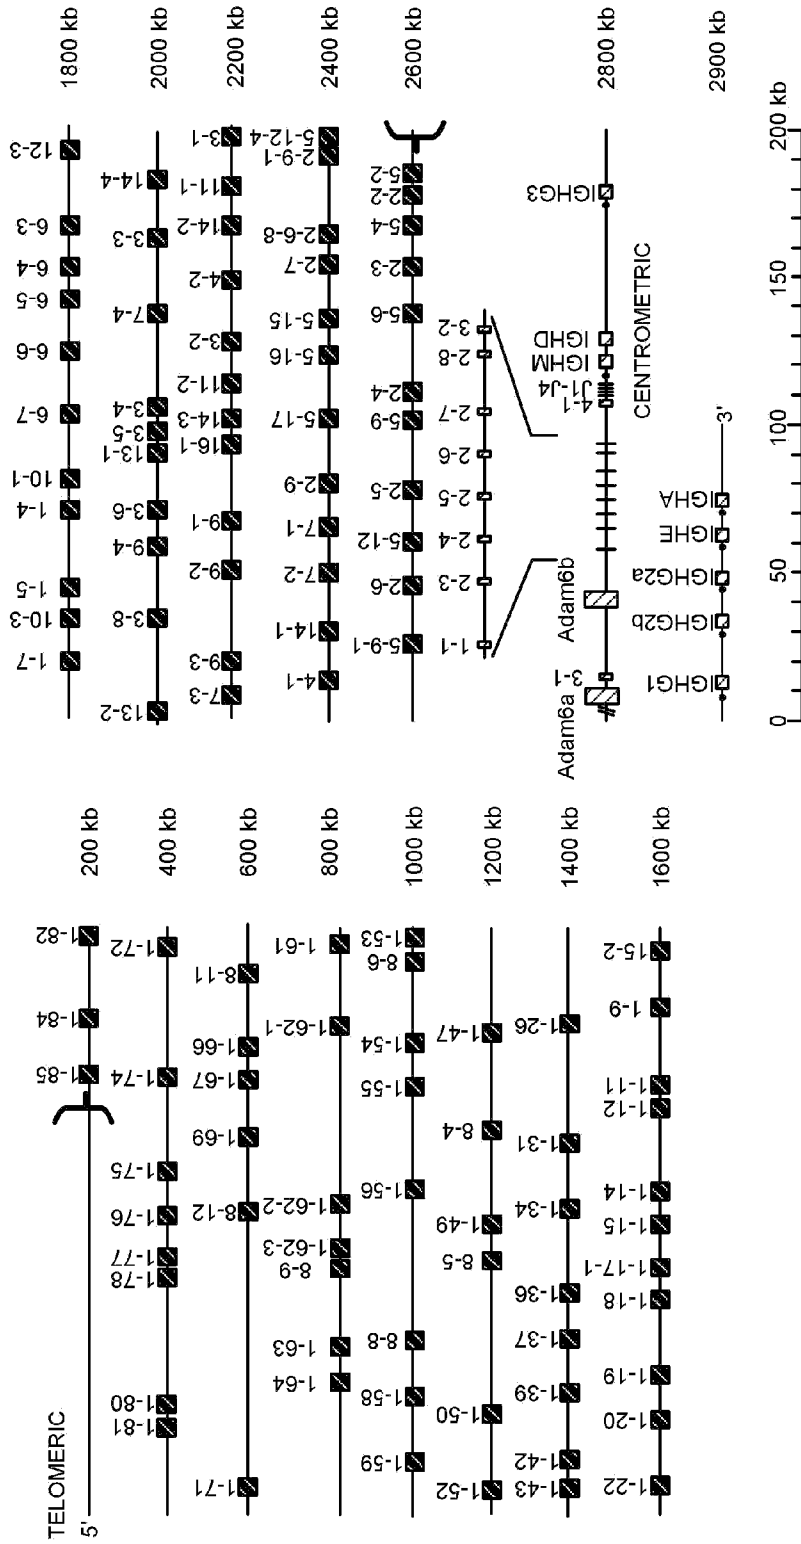 TELOMERIC
5'
1-85 1-84 1-82 200 kb
1-81 1-80 1-78 1-77 1-76 1-75 1-74 1-72 400 kb
1-71 8-12 1-69 1-67 1-66 8-11 600 kb
1-64 1-63 8-9 1-62-3 1-62-2 1-62-1 1-61 800 kb
1-59 1-58 8-8 1-56 1-55 1-54 8-6 1-53 1000 kb
1-52 1-50 8-5 1-49 8-4 1-47 1200 kb
1-43 1-42 1-39 1-37 1-36 1-34 1-31 1-26 1400 kb
1-22 1-20 1-19 1-18 1-17-1 1-15 1-14 1-12 1-11 1-9 15-2 1600 kb
1-7 10-3 1-5 1-4 10-1 6-7 6-6 6-5 6-4 6-3 12-3 1800 kb
13-2 3-8 9-4 3-6 13-1 3-5 3-4 7-4 3-3 14-4 2000 kb
7-3 9-3 9-2 9-1 16-1 14-3 11-2 3-2 4-2 14-2 11-1 3-1 2200 kb
4-1 14-1 7-2 7-1 2-9 5-17 5-16 5-15 2-7 2-6-8 2-9-1 5-12-4 2400 kb
5-9-1 2-6 5-12 2-5 5-9 2-4 5-6 2-3 5-4 2-2 5-2 2600 kb
1-1 2-3 2-4 2-5 2-6 2-7 2-8 3-2
Adam6a 3-1 Adam6b 4-1 J1-J4 IGHM IGHD IGHG3 2800 kb
CENTROMETRIC
IGHG1 IGHG2b IGHG2a IGHE IGHA 3' 2900 kb
0 50 100 150 200 kb